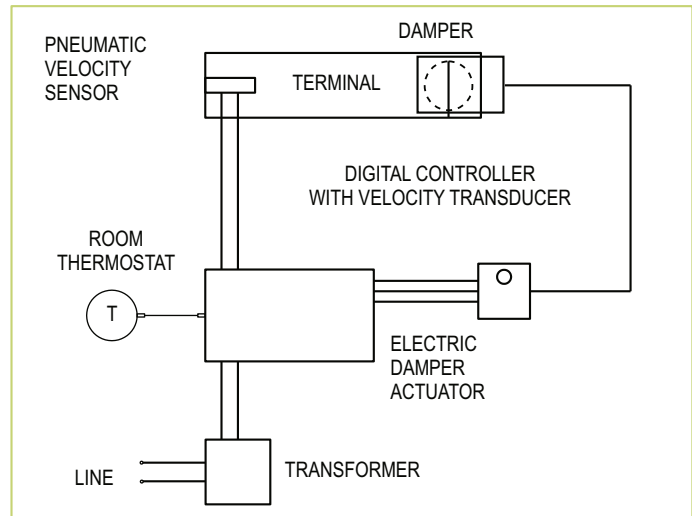 DAMPER
PNEUMATIC
VELOCITY
SENSOR
TERMINAL
DIGITAL CONTROLLER
WITH VELOCITY TRANSDUCER
ROOM
THERMOSTAT
T
ELECTRIC
DAMPER
ACTUATOR
LINE
TRANSFORMER